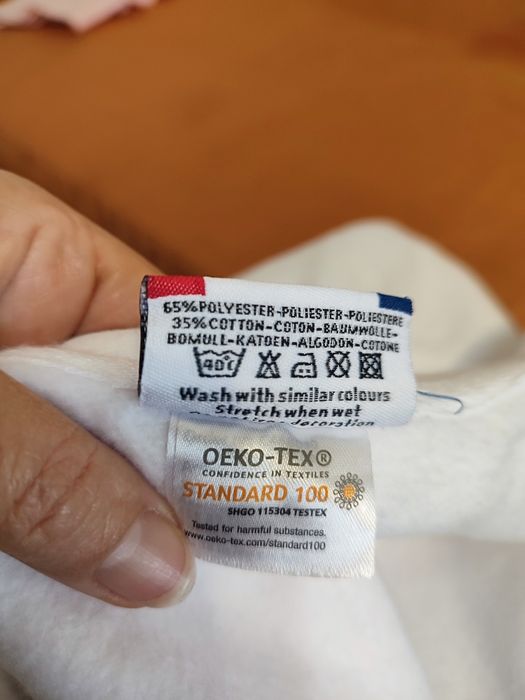 65%POLYESTER-POLIESTER-POLIESTERE
35%COTTON-COTON-BAUMWOLLE-
BOMULL-KATOEN-ALGODON-COTONE
40°
Wash with similar colours
Stretch when wet
decoration
OEKO-TEX®
CONFIDENCE IN TEXTILES
STANDARD 100
SHGO 115304 TESTEX
Tested for harmful substances.
www.oeko-tex.com/standard100